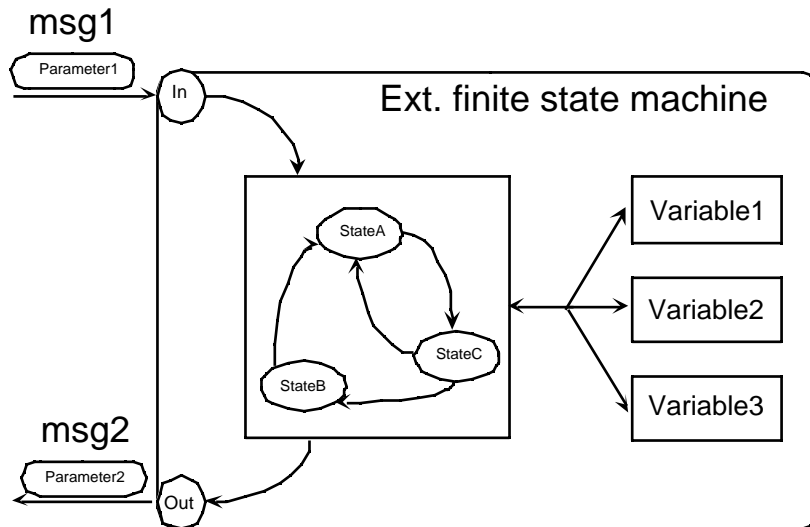 msg1
Parameter1
In
Ext. finite state machine
StateA
Variable1
Variable2
StateC
StateB
Variable3
msg2
Parameter2
Out